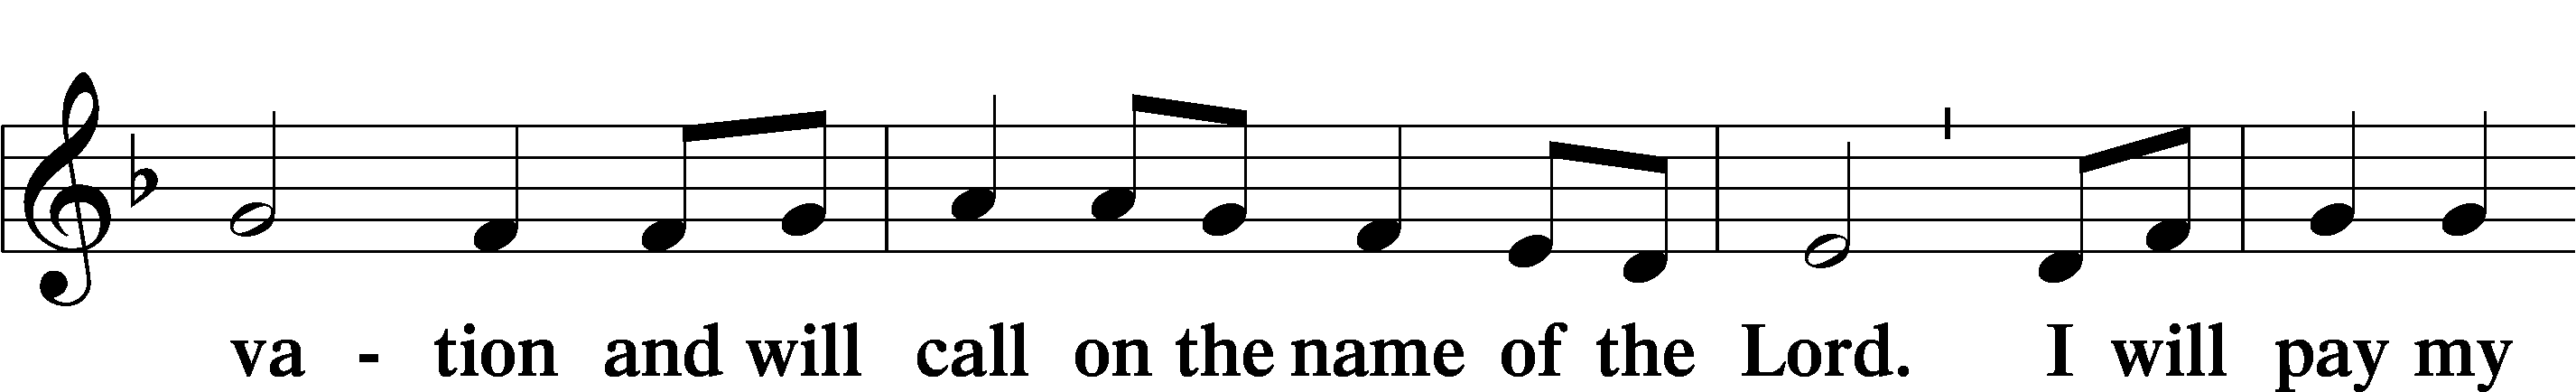 va - tion and will call on the name of the Lord. I will pay my